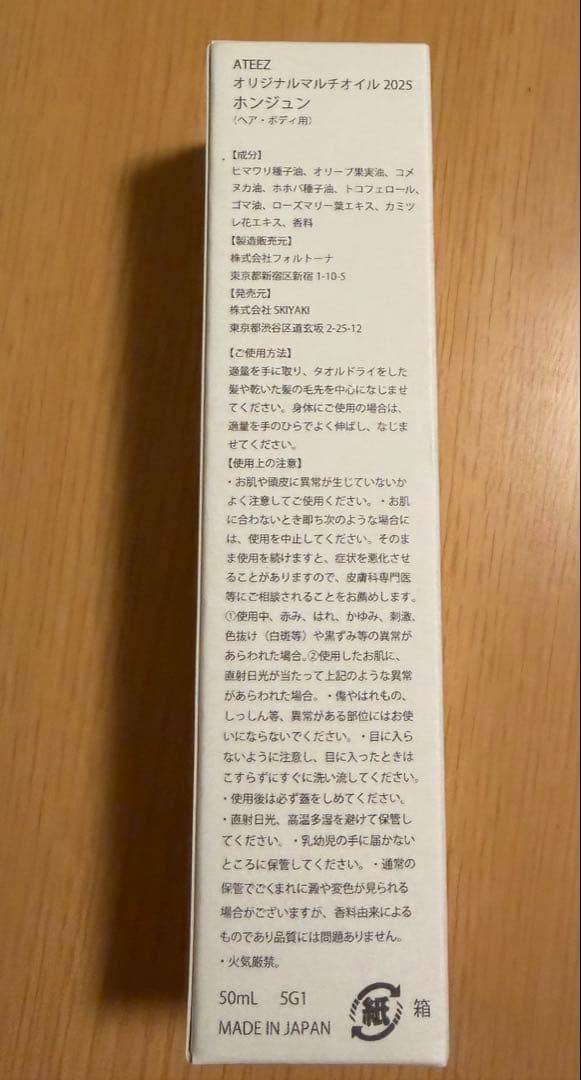 ATEEZ
オリジナルマルチオイル 2025
ホンジュン
（ヘア・ボディ用）
【成分】
ヒマワリ種子油、オリーブ果実油、コメ
ヌカ油、ホホバ種子油、トコフェロール、
ゴマ油、ローズマリー葉エキス、カミツ
レ花エキス、香料
【製造販売元】
株式会社フォルトーナ
東京都新宿区新宿 1-10-5
【発売元】
株式会社 SKIYAKI
東京都渋谷区道玄坂 2-25-12
【ご使用方法】
適量を手に取り、タオルドライをした
髪や乾いた髪の毛先を中心になじませ
てください。身体にご使用の場合は、
適量を手のひらでよく伸ばし、なじま
せてください。
【使用上の注意】
・お肌や頭皮に異常が生じていないか
よく注意してご使用ください。・お肌
に合わないとき即ち次のような場合に
は、使用を中止してください。そのま
ま使用を続けますと、症状を悪化させ
ることがありますので、皮膚科専門医
等にご相談されることをお薦めします。
①使用中、赤み、はれ、かゆみ、刺激、
色抜け（白斑等）や黒ずみ等の異常が
あらわれた場合。②使用したお肌に、
直射日光が当たって上記のような異常
があらわれた場合。・傷やはれもの、
しっしん等、異常がある部位にはお使
いにならないでください。・目に入ら
ないように注意し、目に入ったときは
こすらずにすぐに洗い流してください。
・使用後は必ず蓋をしめてください。
・直射日光、高温多湿を避けて保管し
てください。・乳幼児の手に届かない
ところに保管してください。・通常の
保管でごくまれに澱や変色が見られる
場合がございますが、香料由来による
ものであり品質には問題ありません。
・火気厳禁。
50mL 5G1
MADE IN JAPAN
紙 箱